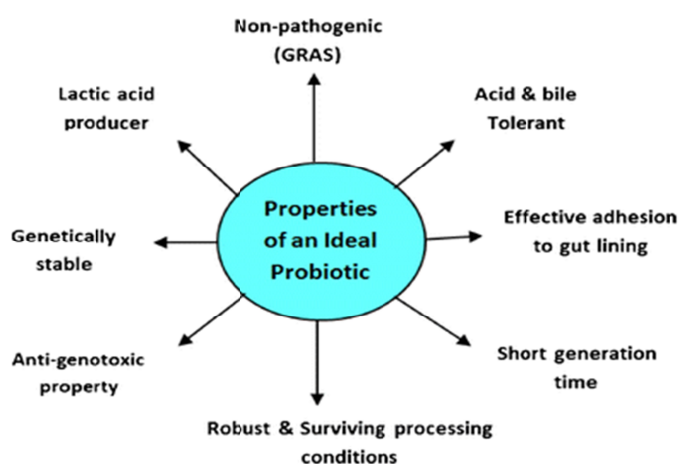 Non-pathogenic
(GRAS)
Lactic acid
producer
Acid & bile
Tolerant
Properties
of an Ideal
Probiotic
Genetically
stable
Effective adhesion
to gut lining
Anti-genotoxic
property
Short generation
time
Robust & Surviving processing
conditions